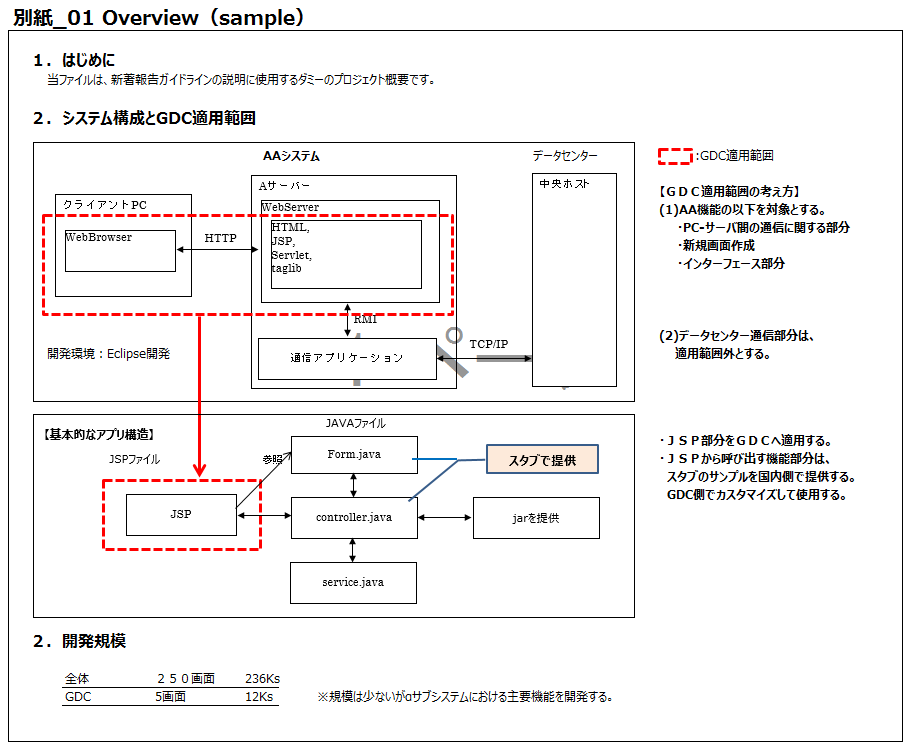 別紙_01 Overview（sample）
１．はじめに
当ファイルは、新著報告ガイドラインの説明に使用するダミーのプロジェクト概要です。
２．システム構成とGDC適用範囲
AAシステム
データセンター
Aサーバー
中央ホスト
クライアントPC
WebServer
WebBrowser
HTTP
HTML,
JSP,
Servlet,
taglib
RMI
開発環境：Eclipse開発
通信アプリケーション
TCP/IP
:GDC適用範囲
【ＧＤＣ適用範囲の考え方】
(1)AA機能の以下を対象とする。
・PC-サーバ間の通信に関する部分
・新規画面作成
・インターフェース部分
(2)データセンター通信部分は、
適用範囲外とする。
【基本的なアプリ構造】
JAVAファイル
JSPファイル
参照
Form.java
スタブで提供
JSP
controller.java
jarを提供
service.java
・ＪＳＰ部分をＧＤＣへ適用する。
・ＪＳＰから呼び出す機能部分は、
スタブのサンプルを国内側で提供する。
GDC側でカスタマイズして使用する。
２．開発規模
全体 ２５０画面 236Ks
GDC 5画面 12Ks
※規模は少ないがαサブシステムにおける主要機能を開発する。